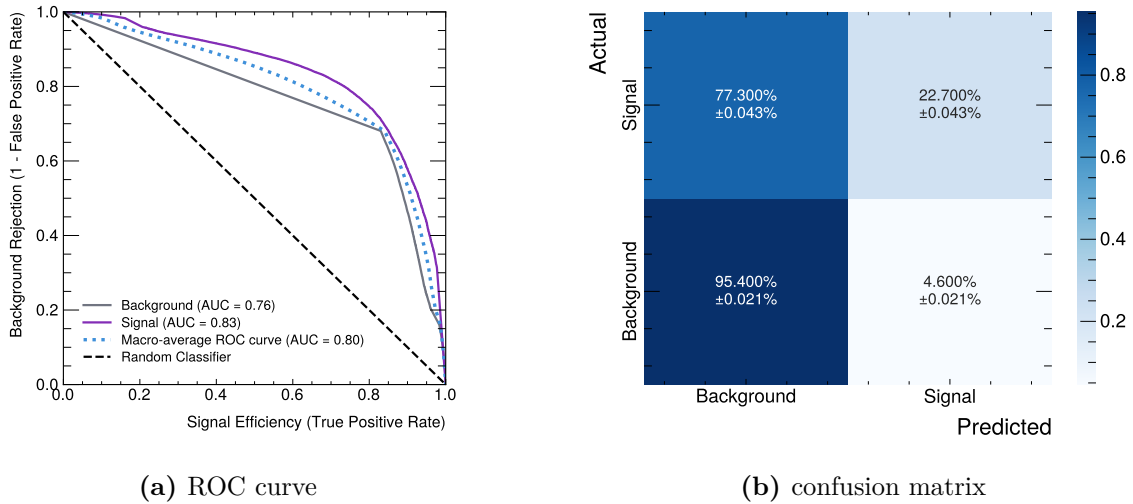 1.0
0.8
0.6
0.4
0.2
0.0
Background Rejection (1 - False Positive Rate)
Background (AUC = 0.76)
Signal (AUC = 0.83)
Macro-average ROC curve (AUC = 0.80)
Random Classifier
0.0 0.2 0.4 0.6 0.8 1.0
Signal Efficiency (True Positive Rate)
(a) ROC curve
Actual
Signal
Background
77.300%
±0.043%
22.700%
±0.043%
95.400%
±0.021%
4.600%
±0.021%
Background Signal
Predicted
0.8
0.6
0.4
0.2
(b) confusion matrix